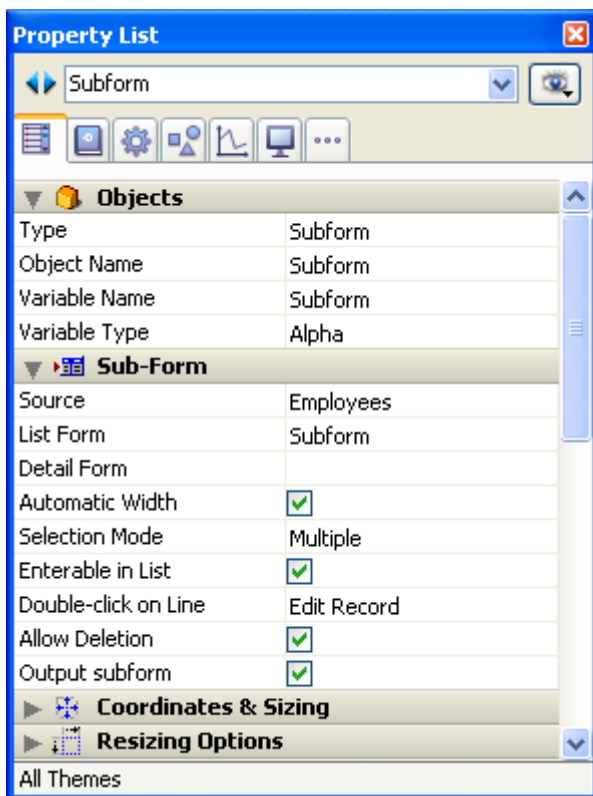 Property List
Subform
Objects
Type Subform
Object Name Subform
Variable Name Subform
Variable Type Alpha
Sub-Form
Source Employees
List Form Subform
Detail Form
Automatic Width
Selection Mode Multiple
Enterable in List
Double-click on Line Edit Record
Allow Deletion
Output subform
Coordinates & Sizing
Resizing Options
All Themes